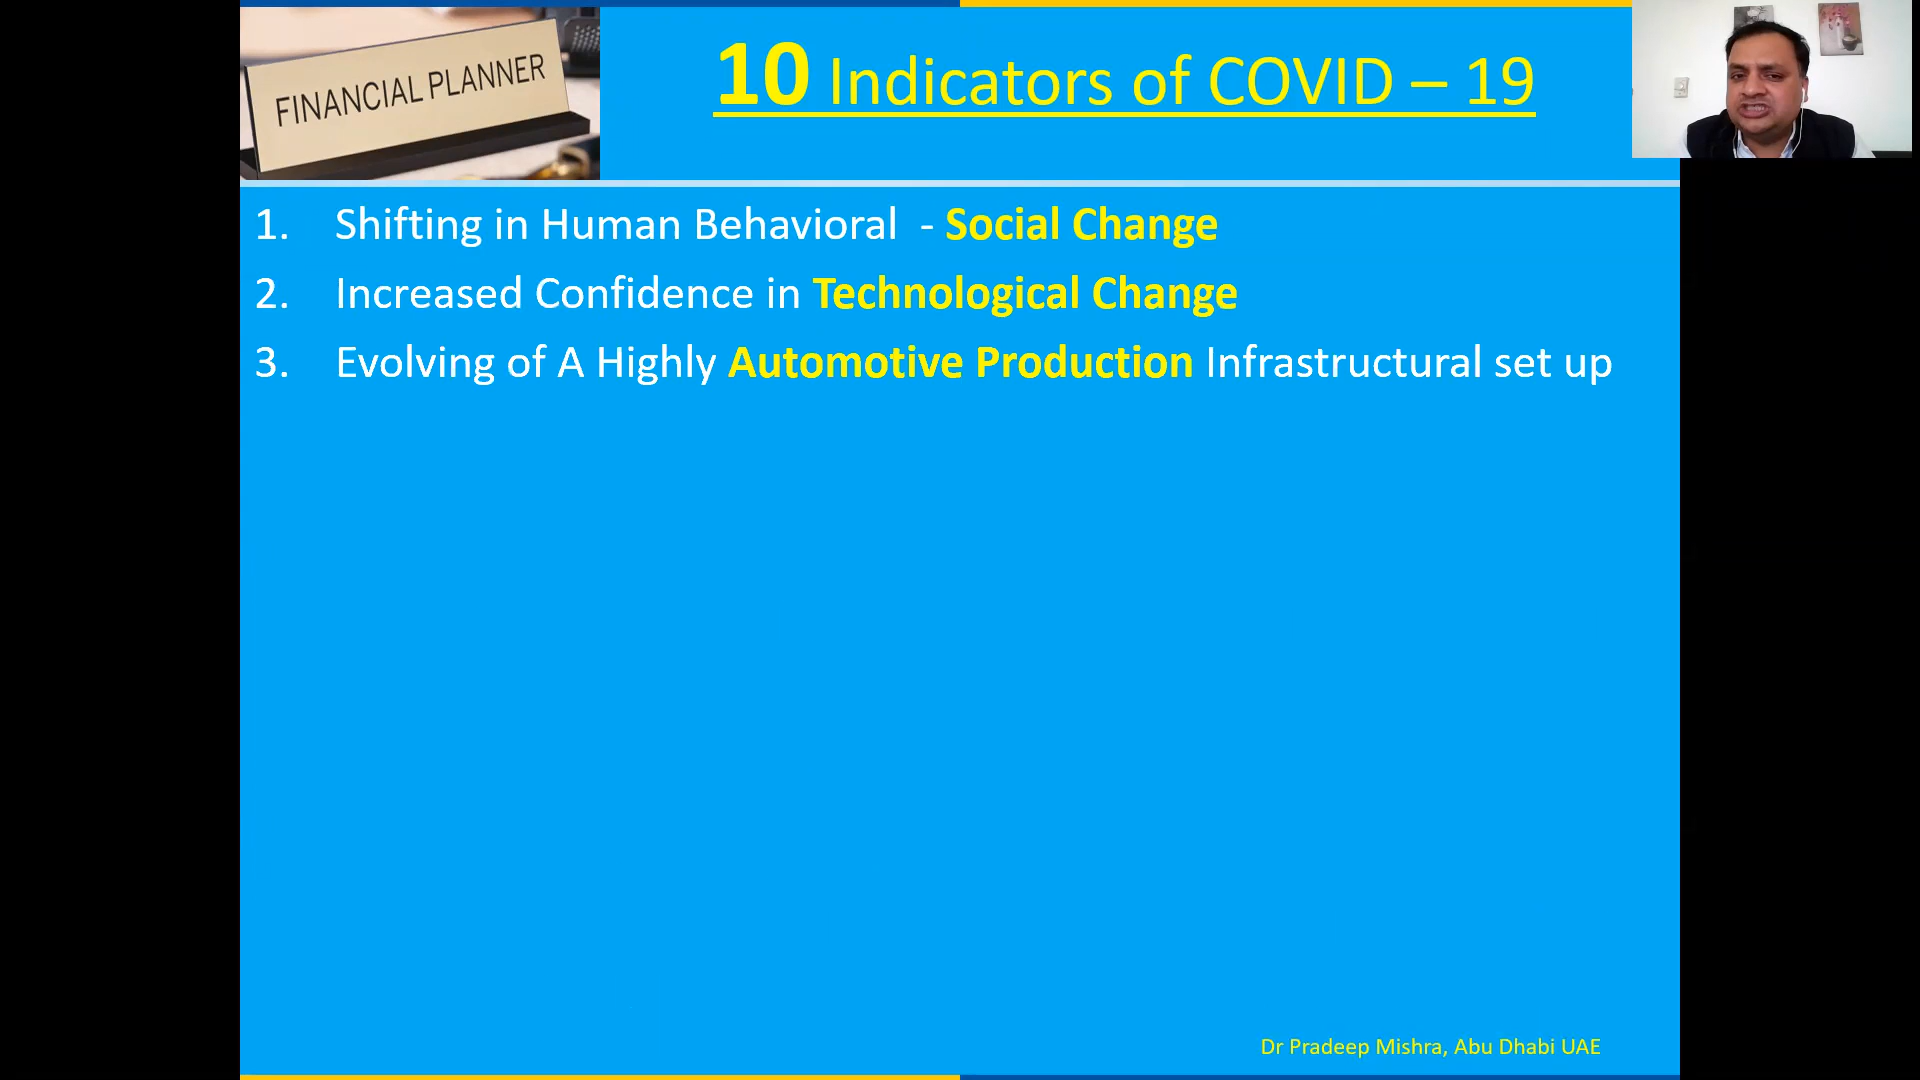 FINANCIAL PLANNER
10 Indicators of COVID – 19
1. Shifting in Human Behavioral - Social Change
2. Increased Confidence in Technological Change
3. Evolving of A Highly Automotive Production Infrastructural set up
Dr Pradeep Mishra, Abu Dhabi UAE